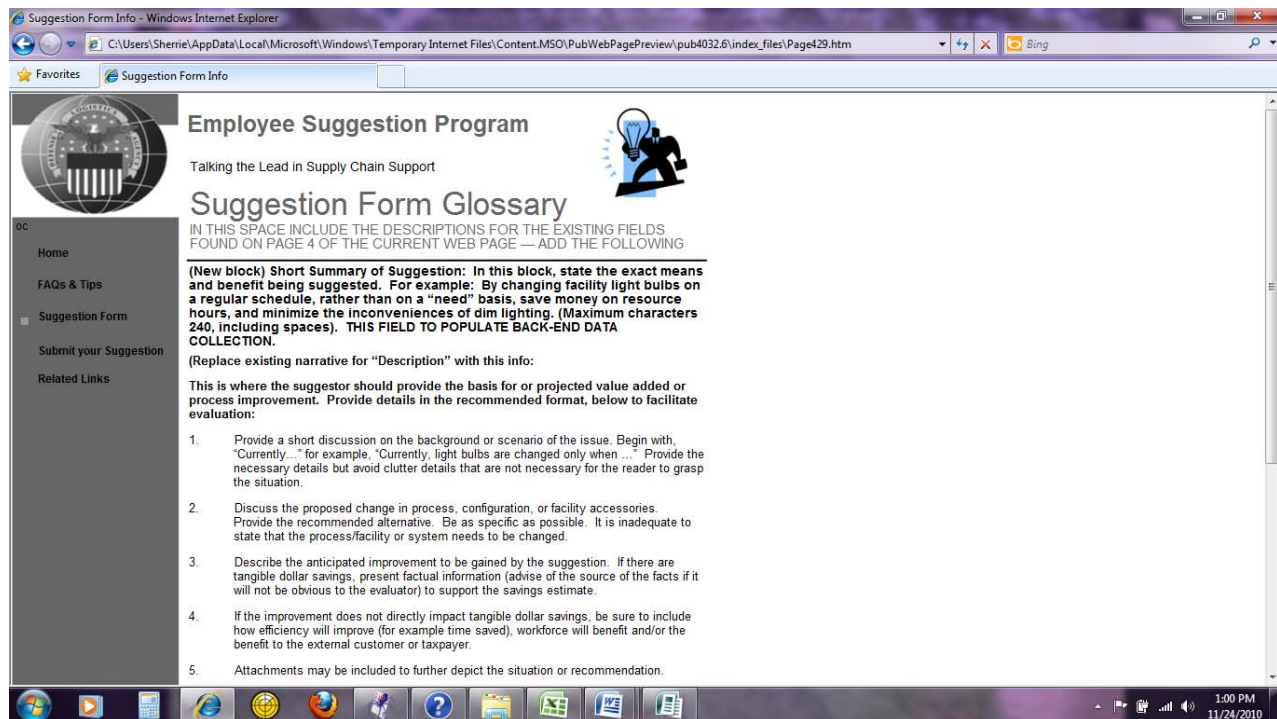 Suggestion Form Info - Windows Internet Explorer
C:\Users\Sherrie\AppData\Local\Microsoft\Windows\Temporary Internet Files\Content.MSO\PubWebPagePreview\pub4032.6\index_files\Page429.htm
Bing
Favorites
Suggestion Form Info
DEFENSE LOGISTICS AGENCY
Employee Suggestion Program
Talking the Lead in Supply Chain Support
Suggestion Form Glossary
IN THIS SPACE INCLUDE THE DESCRIPTIONS FOR THE EXISTING FIELDS
FOUND ON PAGE 4 OF THE CURRENT WEB PAGE — ADD THE FOLLOWING
oc
Home
FAQs & Tips
Suggestion Form
Submit your Suggestion
Related Links
(New block) Short Summary of Suggestion: In this block, state the exact means
and benefit being suggested. For example: By changing facility light bulbs on
a regular schedule, rather than on a “need” basis, save money on resource
hours, and minimize the inconveniences of dim lighting. (Maximum characters
240, including spaces). THIS FIELD TO POPULATE BACK-END DATA
COLLECTION.
(Replace existing narrative for “Description” with this info:
This is where the suggestor should provide the basis for or projected value added or
process improvement. Provide details in the recommended format, below to facilitate
evaluation:
1. Provide a short discussion on the background or scenario of the issue. Begin with,
“Currently...” for example, “Currently, light bulbs are changed only when ...” Provide the
necessary details but avoid clutter details that are not necessary for the reader to grasp
the situation.
2. Discuss the proposed change in process, configuration, or facility accessories.
Provide the recommended alternative. Be as specific as possible. It is inadequate to
state that the process/facility or system needs to be changed.
3. Describe the anticipated improvement to be gained by the suggestion. If there are
tangible dollar savings, present factual information (advise of the source of the facts if it
will not be obvious to the evaluator) to support the savings estimate.
4. If the improvement does not directly impact tangible dollar savings, be sure to include
how efficiency will improve (for example time saved), workforce will benefit and/or the
benefit to the external customer or taxpayer.
5. Attachments may be included to further depict the situation or recommendation.
1:00 PM
11/24/2010